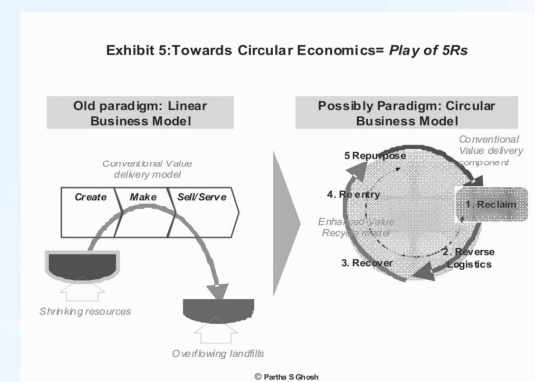 Exhibit 5:Towards Circular Economics= Play of 5Rs
Old paradigm: Linear
Business Model
Conventional Value
delivery model
Create
Make
Sell/Serve
Shrinking resources
Overflowing landfills
Possibly Paradigm: Circular
Business Model
Conventional
Value delivery
component
5 Repurpose
4. Reentry
1. Reclaim
Enhanced Value
Recycle model
2. Reverse
Logistics
3. Recover
© Partha S Ghosh